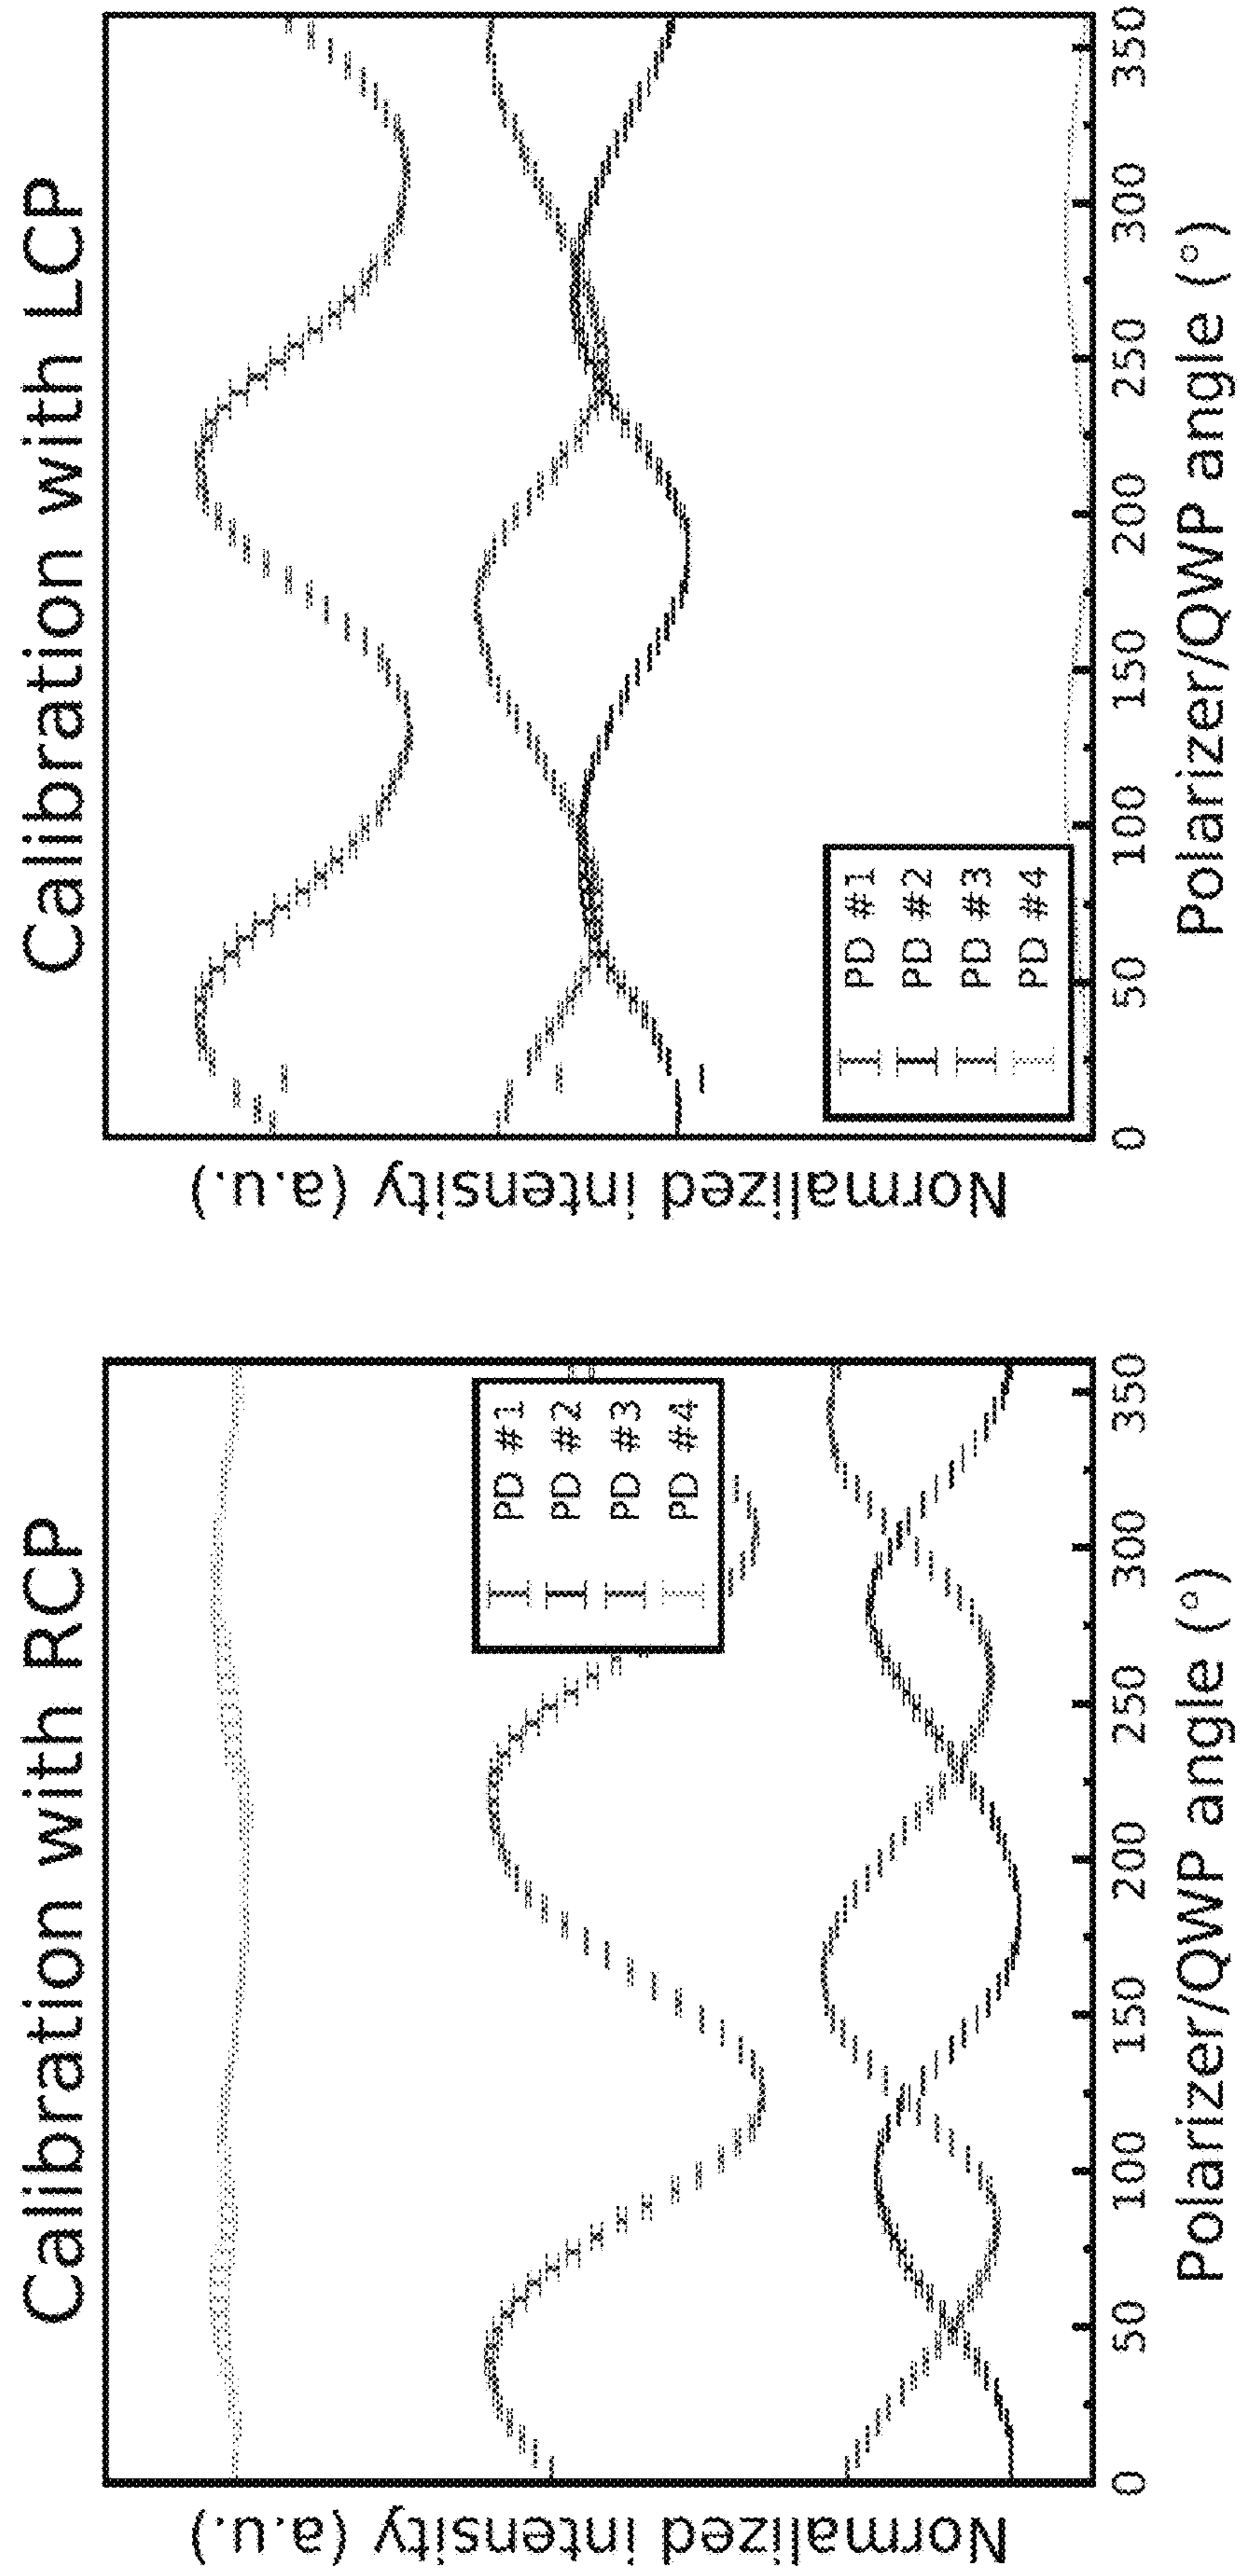 Calibration with RCP
Normalized intensity (a.u.)
PD #1
PD #2
PD #3
PD #4
0 50 100 150 200 250 300 350
Polarizer/QWP angle (°)
Calibration with LCP
Normalized intensity (a.u.)
PD #1
PD #2
PD #3
PD #4
0 50 100 150 200 250 300 350
Polarizer/QWP angle (°)